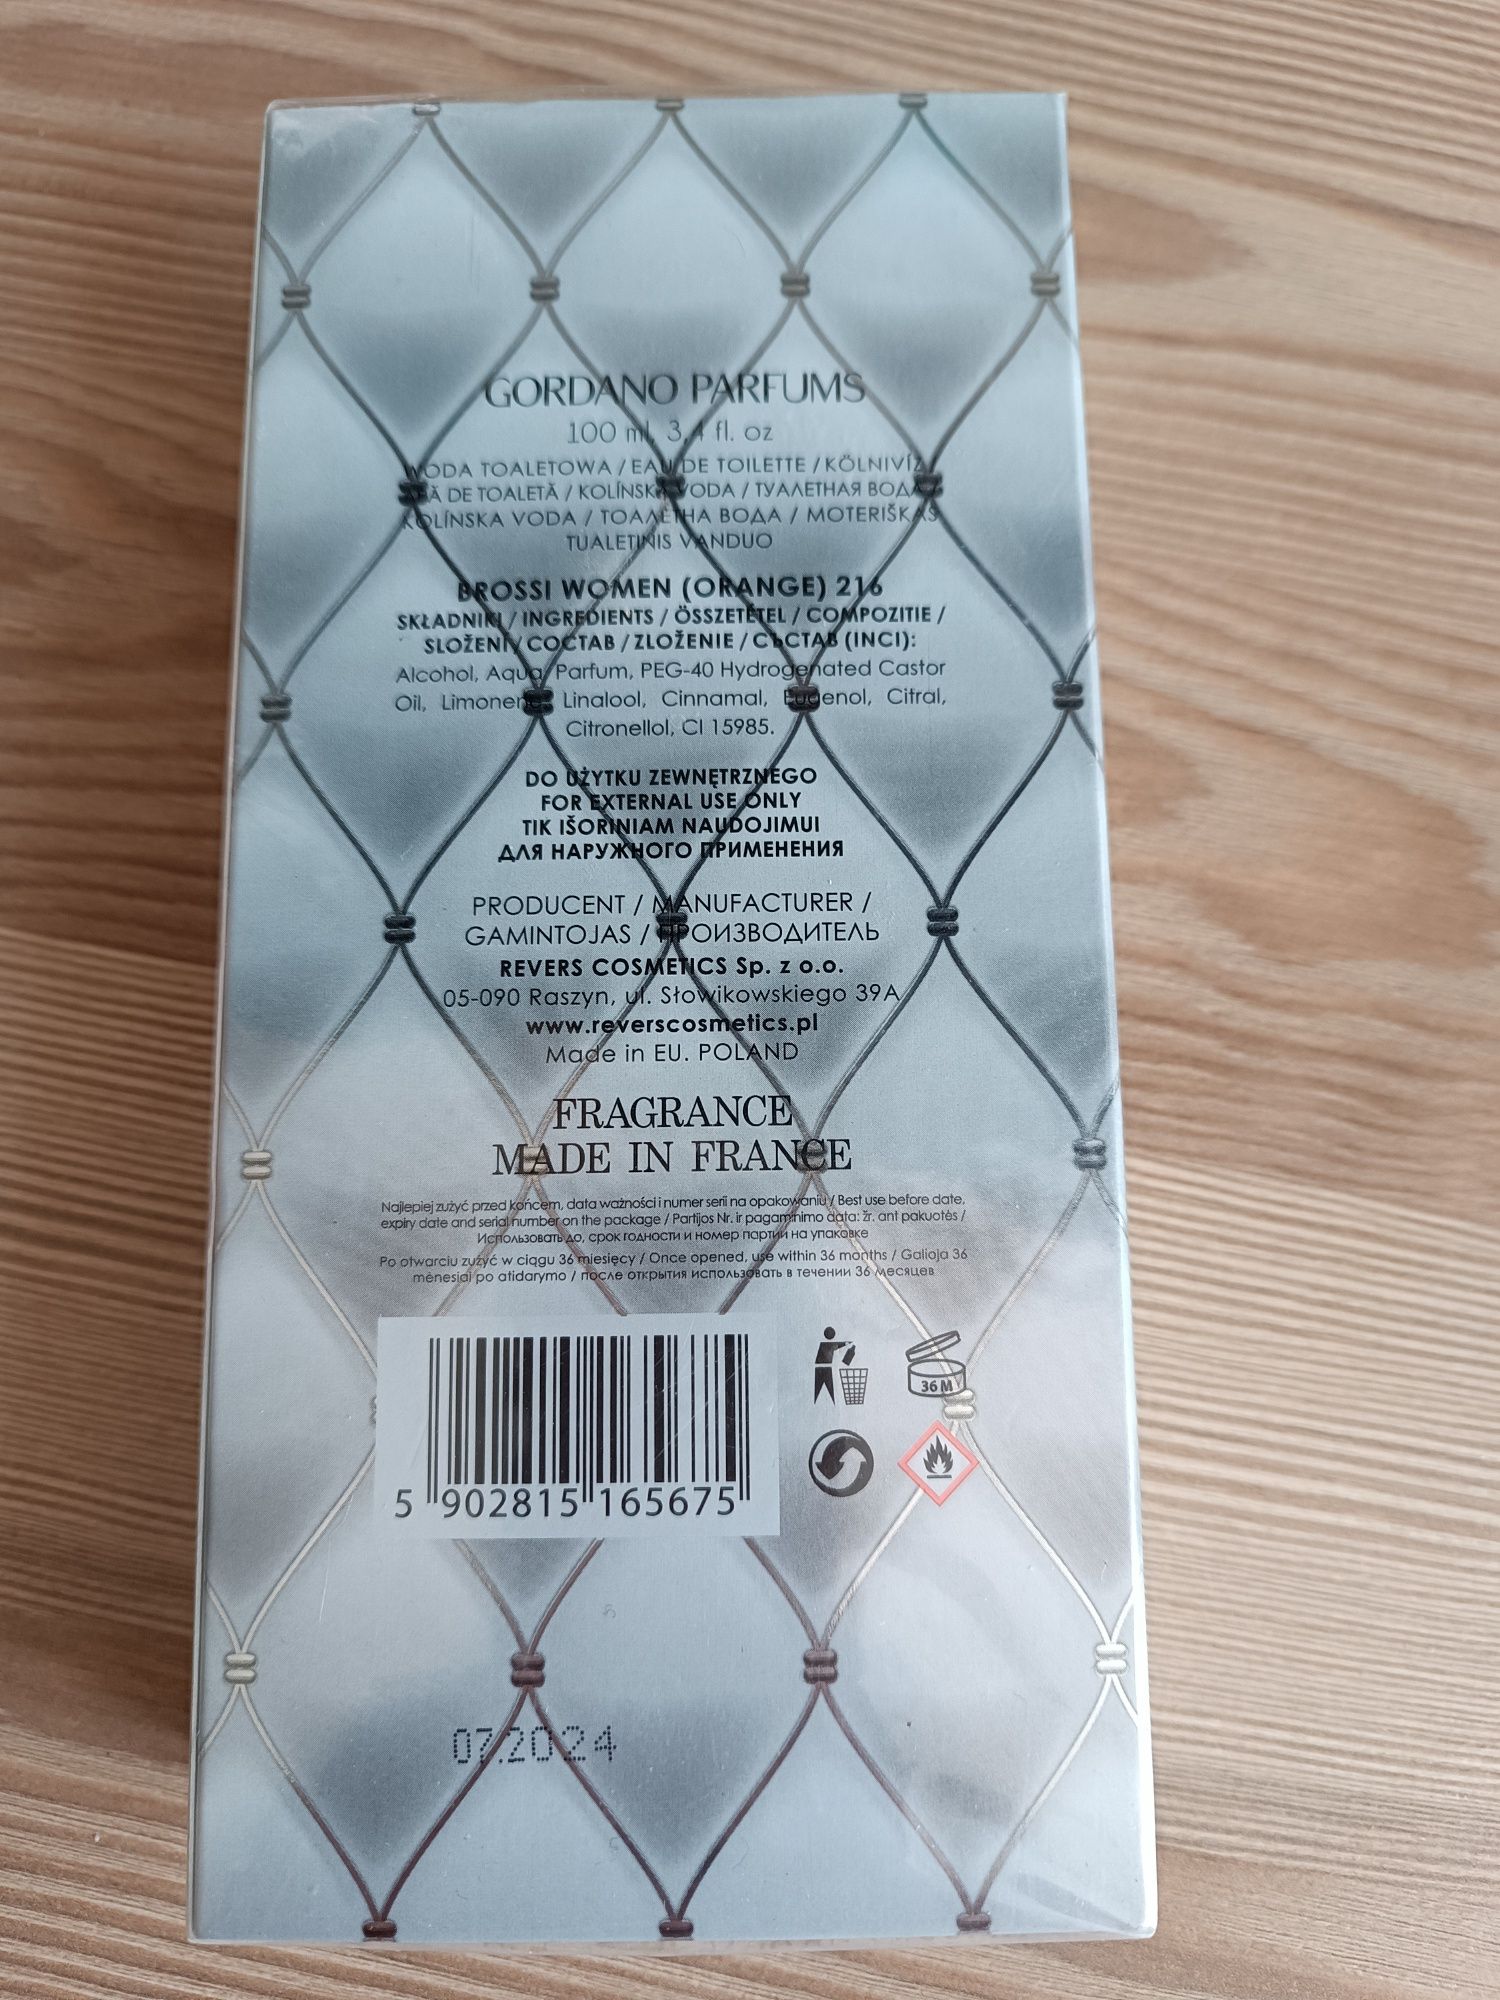 GORDANO PARFUMS
100 ml, 3,4 fl. oz
WODA TOALETOWA / EAU DE TOILETTE / KÖLNIVÍZ /
APĂ DE TOALETĂ / KOLÍNSKA VODA / ТУАЛЕТНАЯ ВОДА /
KOLÍNSKA VODA / ТОАЛЕТНА ВОДА / MOTERIŠKAS
TUALETINIS VANDUO
BROSSI WOMEN (ORANGE) 216
SKŁADNIKI / INGREDIENTS / ÖSSZETÉTEL / COMPOZITIE /
SLOŽENÍ / СОСТАВ / ZLOŽENIE / СЪСТАВ (INCI):
Alcohol, Aqua, Parfum, PEG-40 Hydrogenated Castor
Oil, Limonene, Linalool, Cinnamal, Eugenol, Citral,
Citronellol, CI 15985.
DO UŻYTKU ZEWNĘTRZNEGO
FOR EXTERNAL USE ONLY
TIK IŠORINIAM NAUDOJIMUI
ДЛЯ НАРУЖНОГО ПРИМЕНЕНИЯ
PRODUCENT / MANUFACTURER /
GAMINTOJAS / ПРОИЗВОДИТЕЛЬ
REVERS COSMETICS Sp. z o.o.
05-090 Raszyn, ul. Słowikowskiego 39A
www.reverscosmetics.pl
Made in EU. POLAND
FRAGRANCE
MADE IN FRANCE
Najlepiej zużyć przed końcem, data ważności i numer serii na opakowaniu / Best use before date,
expiry date and serial number on the package / Partijos Nr. ir pagaminimo data: žr. ant pakuotės /
Использовать до, срок годности и номер партии на упаковке
Po otwarciu zużyć w ciągu 36 miesięcy / Once opened, use within 36 months / Galioja 36
mėnesiai po atidarymo / после открытия использовать в течении 36 месяцев
36 M
5 902815 165675
07.2024